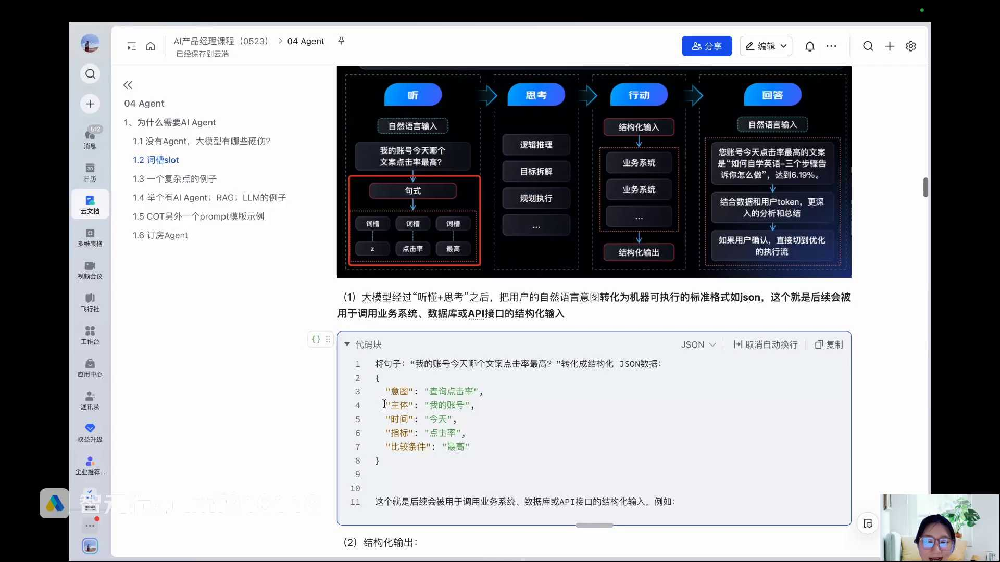 AI产品经理课程（0523） > 04 Agent
已经保存到云端
分享
编辑
512
消息
30
日历
云文档
多维表格
视频会议
飞行社
工作台
应用中心
通讯录
权益升级
企业推荐...
04 Agent
1、为什么需要AI Agent
1.1 没有Agent，大模型有哪些硬伤?
1.2 词槽slot
1.3 一个复杂点的例子
1.4 举个有AI Agent；RAG；LLM的例子
1.5 COT另外一个prompt模版示例
1.6 订房Agent
听
自然语言输入
我的账号今天哪个
文案点击率最高?
句式
词槽 词槽 词槽
z 点击率 最高
思考
逻辑推理
目标拆解
规划执行
...
行动
结构化输入
业务系统
业务系统
...
结构化输出
回答
自然语言输入
您账号今天点击率最高的文案
是“如何自学英语-三个步骤告
诉你怎么做”，达到6.19%。
结合数据和用户token，更深
入的分析和总结
如果用户确认，直接切到优化
的执行流
（1）大模型经过“听懂+思考”之后，把用户的自然语言意图转化为机器可执行的标准格式如json，这个就是后续会被
用于调用业务系统、数据库或API接口的结构化输入
代码块
JSON
取消自动换行
复制
1 将句子：“我的账号今天哪个文案点击率最高？”转化成结构化 JSON数据：
2 {
3 "意图": "查询点击率",
4 "主体": "我的账号",
5 "时间": "今天",
6 "指标": "点击率",
7 "比较条件": "最高"
8 }
9
10
11 这个就是后续会被用于调用业务系统、数据库或API接口的结构化输入，例如：
（2）结构化输出：